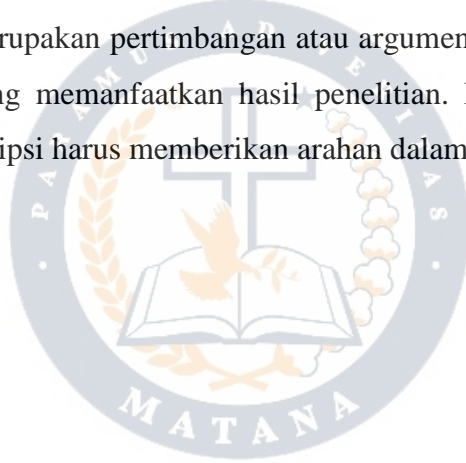 rupakan pertimbangan atau argumen
ng memanfaatkan hasil penelitian.
ipsi harus memberikan arahan dalam
MATANA